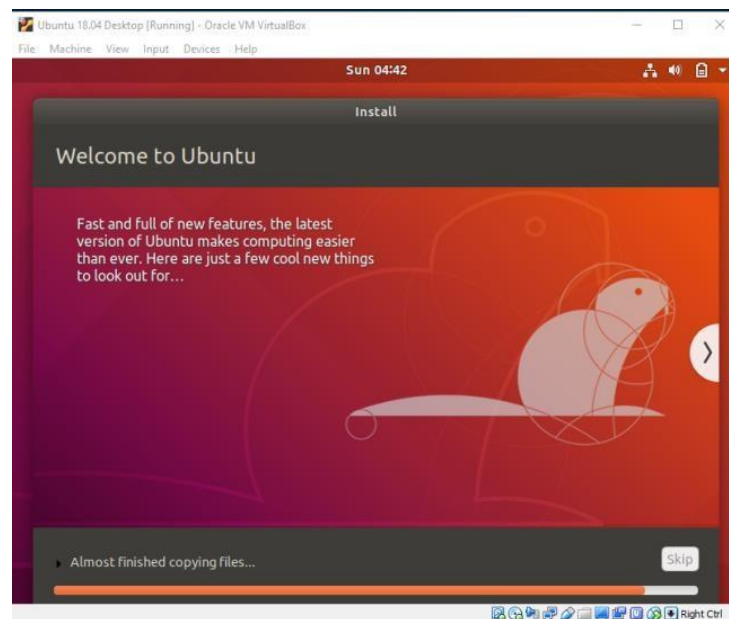 Ubuntu 18.04 Desktop [Running] - Oracle VM VirtualBox
File Machine View Input Devices Help
Sun 04:42
Install
Welcome to Ubuntu
Fast and full of new features, the latest
version of Ubuntu makes computing easier
than ever. Here are just a few cool new things
to look out for...
Almost finished copying files...
Skip
Right Ctrl